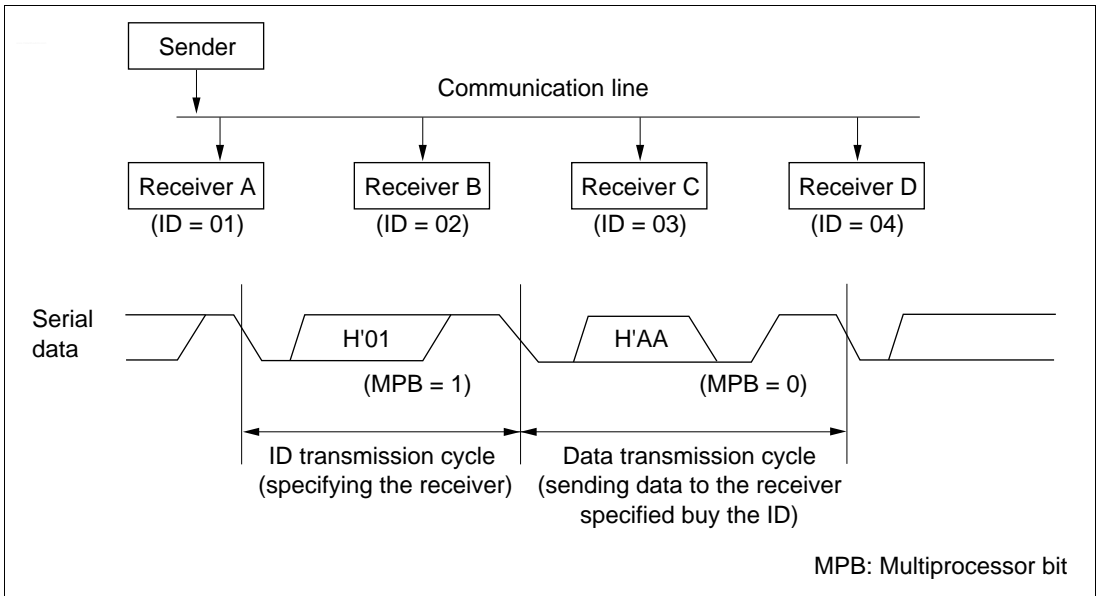 Sender
Communication line
Receiver A
Receiver B
Receiver C
Receiver D
(ID = 01)
(ID = 02)
(ID = 03)
(ID = 04)
Serial
data
H'01
H'AA
(MPB = 1)
(MPB = 0)
ID transmission cycle
(specifying the receiver)
Data transmission cycle
(sending data to the receiver
specified buy the ID)
MPB: Multiprocessor bit